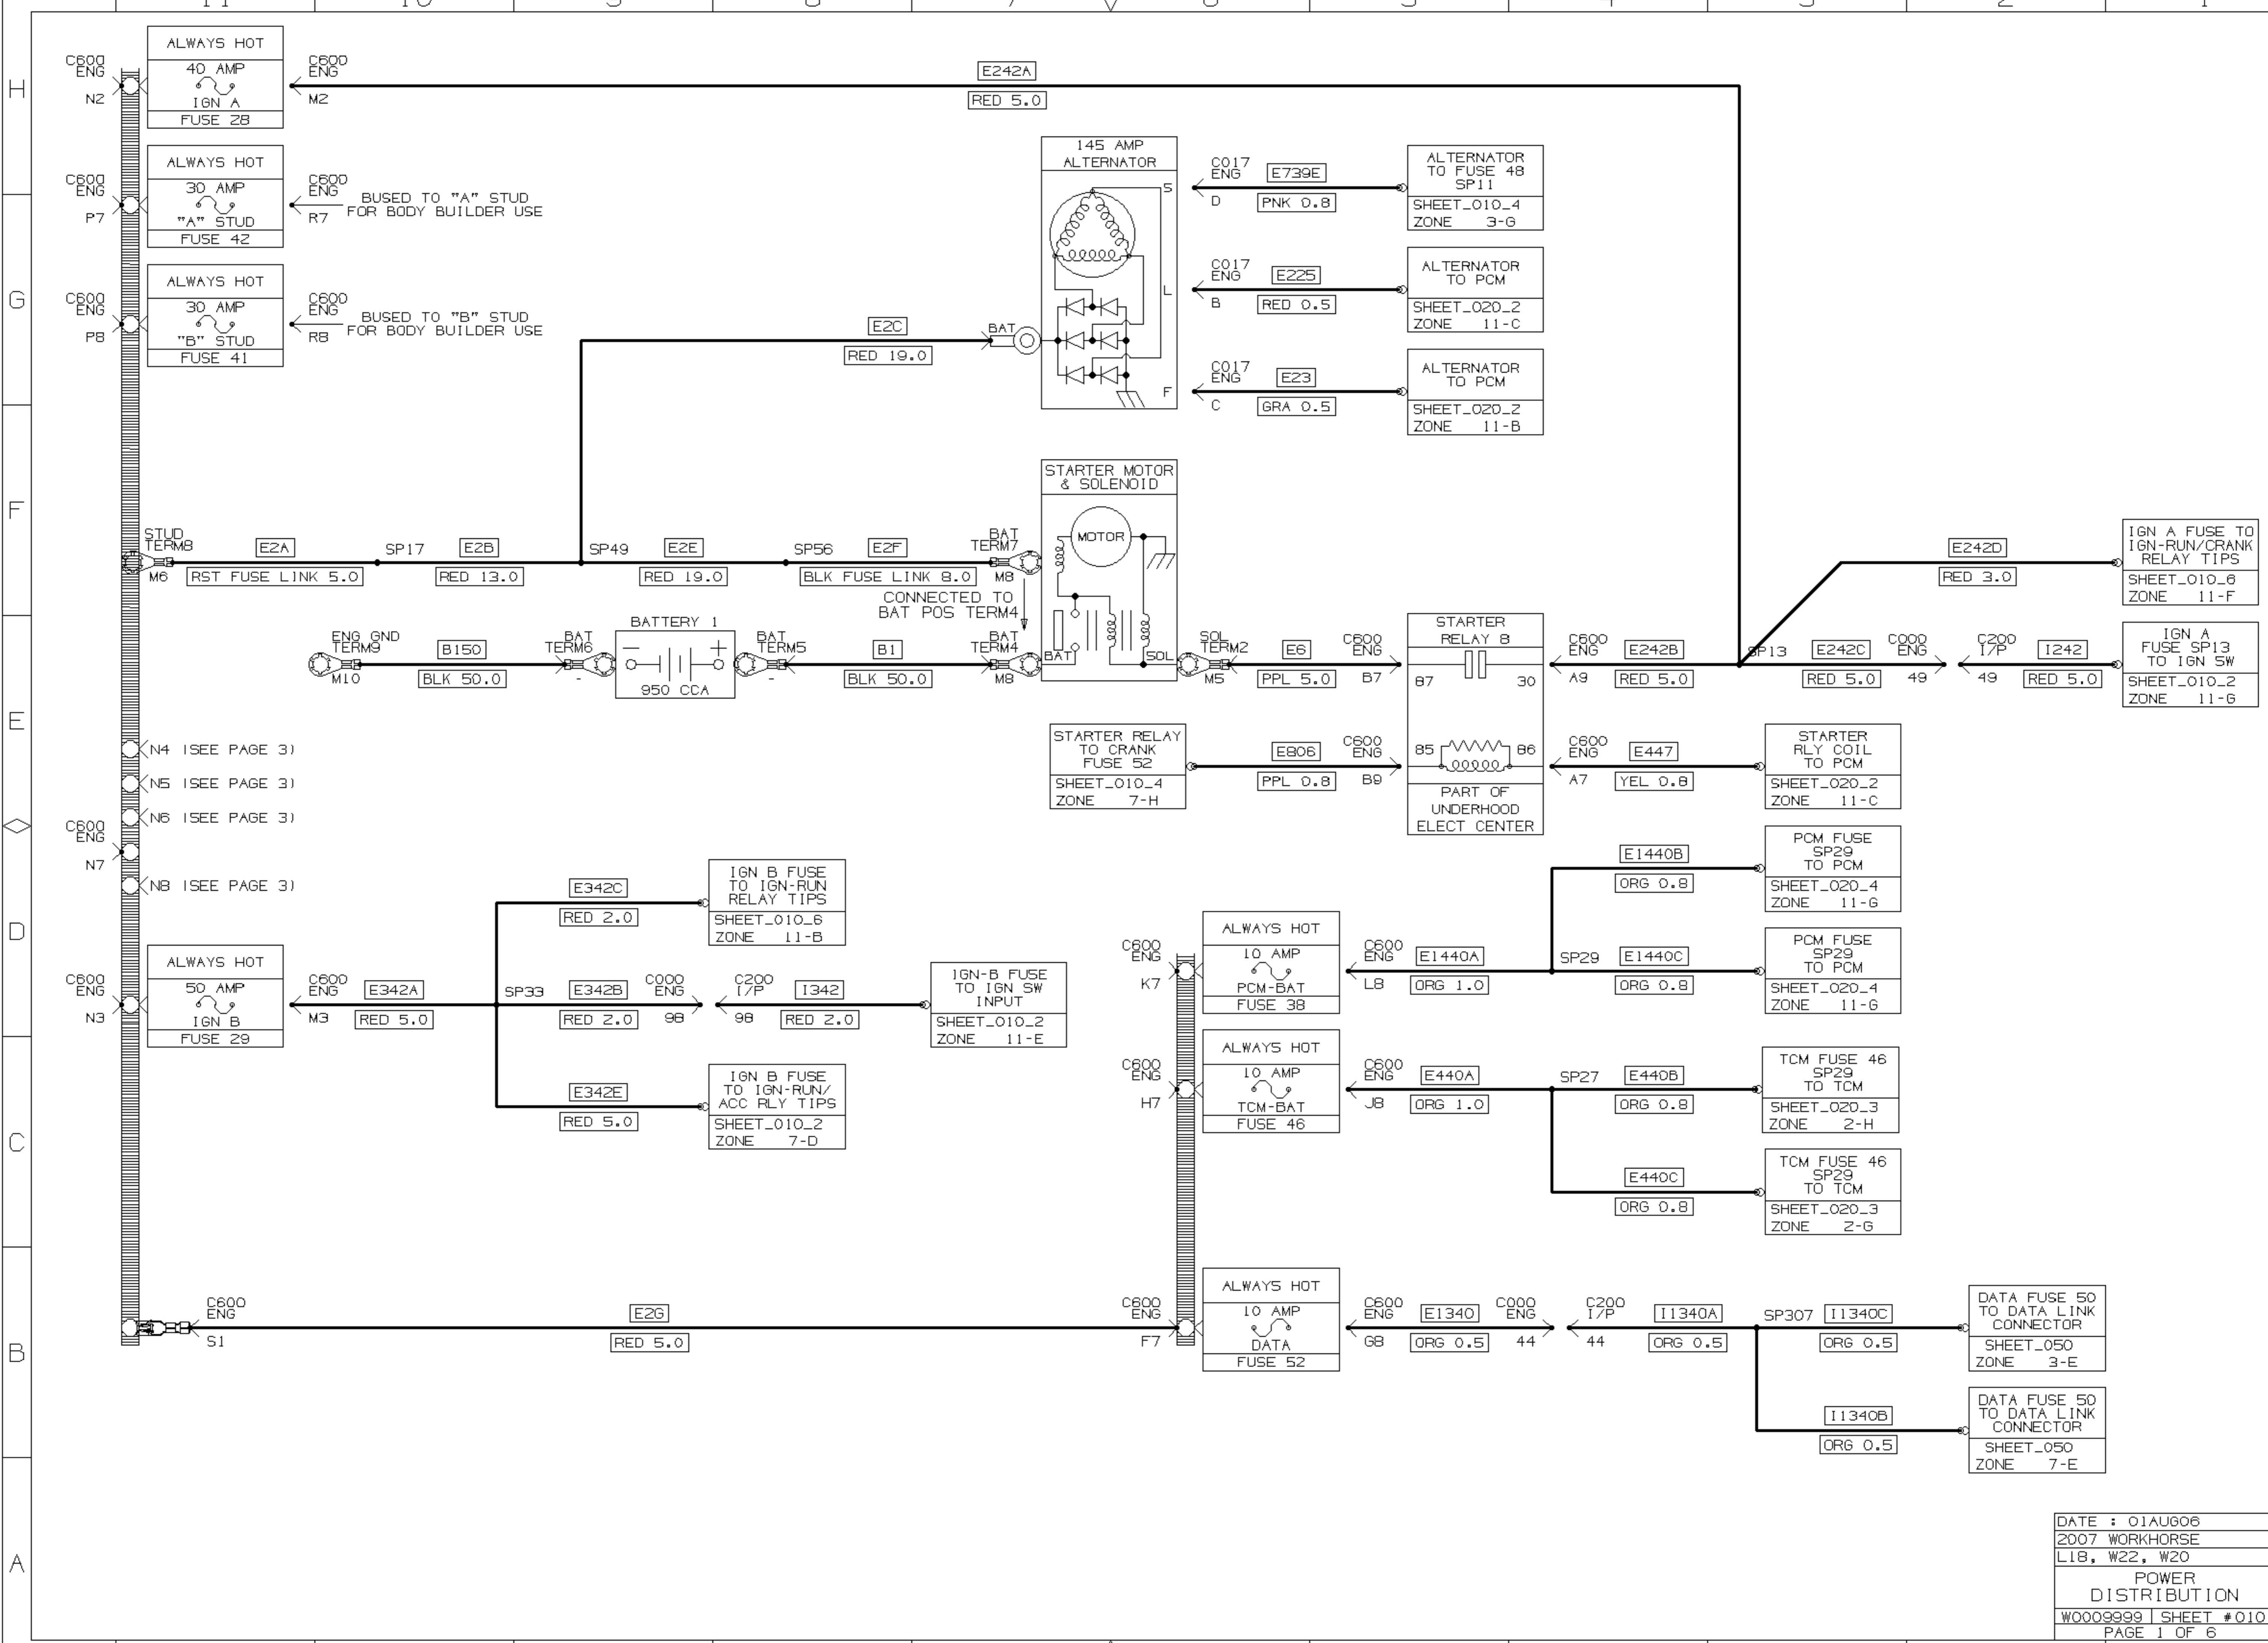 H
G
F
E
D
C
B
A
C600
ENG
N2
ALWAYS HOT
40 AMP
IGN A
FUSE 28
C600
ENG
M2
E242A
RED 5.0
C600
ENG
P7
ALWAYS HOT
30 AMP
"A" STUD
FUSE 42
C600
ENG
R7
BUSED TO "A" STUD
FOR BODY BUILDER USE
C600
ENG
P8
ALWAYS HOT
30 AMP
"B" STUD
FUSE 41
C600
ENG
R8
BUSED TO "B" STUD
FOR BODY BUILDER USE
E2C
RED 19.0
BAT
145 AMP
ALTERNATOR
S
L
F
C017
ENG
D
E739E
PNK 0.8
ALTERNATOR
TO FUSE 48
SP11
SHEET_010_4
ZONE 3-G
C017
ENG
B
E225
RED 0.5
ALTERNATOR
TO PCM
SHEET_020_2
ZONE 11-C
C017
ENG
C
E23
GRA 0.5
ALTERNATOR
TO PCM
SHEET_020_2
ZONE 11-B
STUD
TERM8
M6
E2A
RST FUSE LINK 5.0
SP17
E2B
RED 13.0
SP49
E2E
RED 19.0
SP56
E2F
BLK FUSE LINK 8.0
BAT
TERM7
M8
CONNECTED TO
BAT POS TERM4
STARTER MOTOR
& SOLENOID
MOTOR
BAT
SOL
ENG GND
TERM9
M10
B150
BLK 50.0
BAT
TERM6
-
BATTERY 1
- +
950 CCA
BAT
TERM5
-
B1
BLK 50.0
BAT
TERM4
M8
SOL
TERM2
M5
E6
PPL 5.0
C600
ENG
B7
STARTER
RELAY 8
87 30
85 86
PART OF
UNDERHOOD
ELECT CENTER
C600
ENG
A9
E242B
RED 5.0
SP13
E242C
RED 5.0
C000
ENG
49
C200
I/P
49
I242
RED 5.0
IGN A
FUSE SP13
TO IGN SW
SHEET_010_2
ZONE 11-G
E242D
RED 3.0
IGN A FUSE TO
IGN-RUN/CRANK
RELAY TIPS
SHEET_010_6
ZONE 11-F
STARTER RELAY
TO CRANK
FUSE 52
SHEET_010_4
ZONE 7-H
E806
PPL 0.8
C600
ENG
B9
C600
ENG
A7
E447
YEL 0.8
STARTER
RLY COIL
TO PCM
SHEET_020_2
ZONE 11-C
N4 (SEE PAGE 3)
N5 (SEE PAGE 3)
N6 (SEE PAGE 3)
C600
ENG
N7
N8 (SEE PAGE 3)
C600
ENG
N3
ALWAYS HOT
50 AMP
IGN B
FUSE 29
C600
ENG
M3
E342A
RED 5.0
SP33
E342C
RED 2.0
IGN B FUSE
TO IGN-RUN
RELAY TIPS
SHEET_010_6
ZONE 11-B
E342B
RED 2.0
C000
ENG
98
C200
I/P
98
I342
RED 2.0
IGN-B FUSE
TO IGN SW
INPUT
SHEET_010_2
ZONE 11-E
E342E
RED 5.0
IGN B FUSE
TO IGN-RUN/
ACC RLY TIPS
SHEET_010_2
ZONE 7-D
C600
ENG
K7
ALWAYS HOT
10 AMP
PCM-BAT
FUSE 38
C600
ENG
L8
E1440A
ORG 1.0
SP29
E1440B
ORG 0.8
PCM FUSE
SP29
TO PCM
SHEET_020_4
ZONE 11-G
E1440C
ORG 0.8
PCM FUSE
SP29
TO PCM
SHEET_020_4
ZONE 11-G
C600
ENG
H7
ALWAYS HOT
10 AMP
TCM-BAT
FUSE 46
C600
ENG
J8
E440A
ORG 1.0
SP27
E440B
ORG 0.8
TCM FUSE 46
SP29
TO TCM
SHEET_020_3
ZONE 2-H
E440C
ORG 0.8
TCM FUSE 46
SP29
TO TCM
SHEET_020_3
ZONE 2-G
C600
ENG
S1
E2G
RED 5.0
C600
ENG
F7
ALWAYS HOT
10 AMP
DATA
FUSE 52
C600
ENG
G8
E1340
ORG 0.5
C000
ENG
44
C200
I/P
44
I1340A
ORG 0.5
SP307
I1340C
ORG 0.5
DATA FUSE 50
TO DATA LINK
CONNECTOR
SHEET_050
ZONE 3-E
I1340B
ORG 0.5
DATA FUSE 50
TO DATA LINK
CONNECTOR
SHEET_050
ZONE 7-E
DATE : 01AUG06
2007 WORKHORSE
L18, W22, W20
POWER
DISTRIBUTION
W0009999 SHEET #010
PAGE 1 OF 6